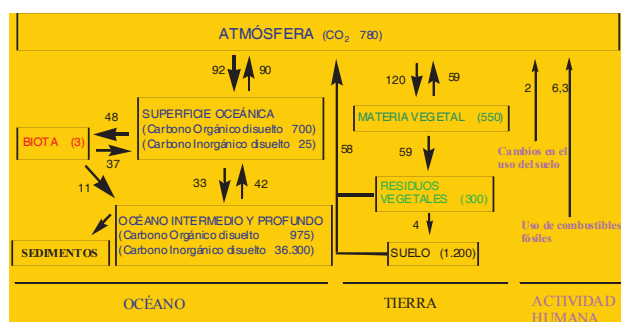 ATMÓSFERA (CO₂ 780)
92
90
120
59
2
6,3
48
SUPERFICIE OCEÁNICA
(Carbono Orgánico disuelto 700)
(Carbono Inorgánico disuelto 25)
MATERIA VEGETAL (550)
BIOTA (3)
37
58
59
Cambios en el
uso del suelo
11
33
42
RESIDUOS
VEGETALES (300)
OCÉANO INTERMEDIO Y PROFUNDO
(Carbono Orgánico disuelto 975)
(Carbono Inorgánico disuelto 36.300)
4
Uso de combustibles
fósiles
SEDIMENTOS
SUELO (1.200)
OCÉANO
TIERRA
ACTIVIDAD
HUMANA